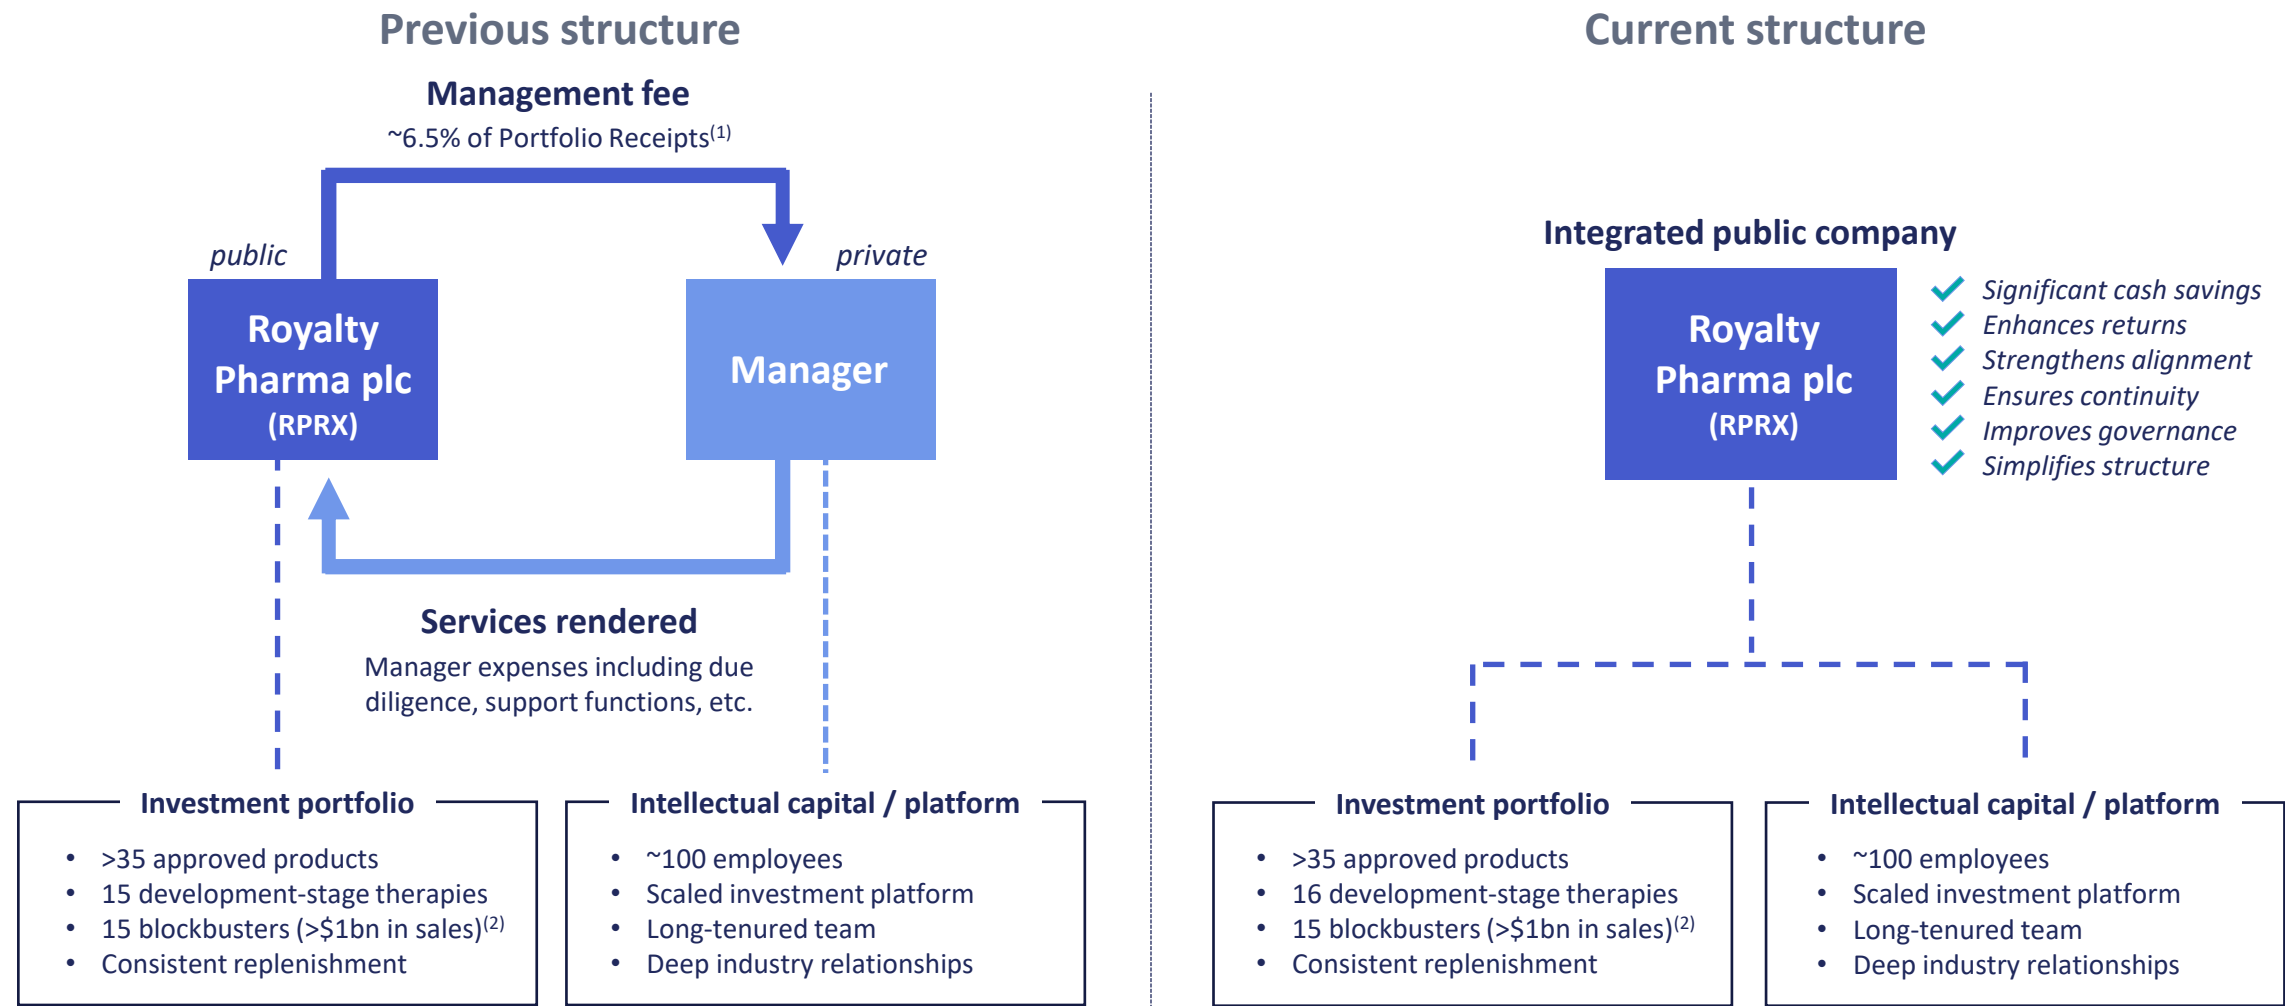 Previous structure
Management fee
~6.5% of Portfolio Receipts(1)
public
private
Royalty
Pharma plc
(RPRX)
Manager
Services rendered
Manager expenses including due
diligence, support functions, etc.
Investment portfolio
• >35 approved products
• 15 development-stage therapies
• 15 blockbusters (>$1bn in sales)(2)
• Consistent replenishment
Intellectual capital / platform
• ~100 employees
• Scaled investment platform
• Long-tenured team
• Deep industry relationships
Current structure
Integrated public company
Royalty
Pharma plc
(RPRX)
Significant cash savings
Enhances returns
Strengthens alignment
Ensures continuity
Improves governance
Simplifies structure
Investment portfolio
• >35 approved products
• 16 development-stage therapies
• 15 blockbusters (>$1bn in sales)(2)
• Consistent replenishment
Intellectual capital / platform
• ~100 employees
• Scaled investment platform
• Long-tenured team
• Deep industry relationships